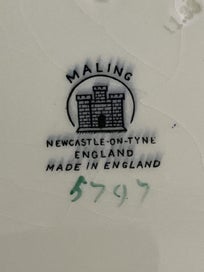 MALING
NEWCASTLE-ON-TYNE
ENGLAND
MADE IN ENGLAND
5797